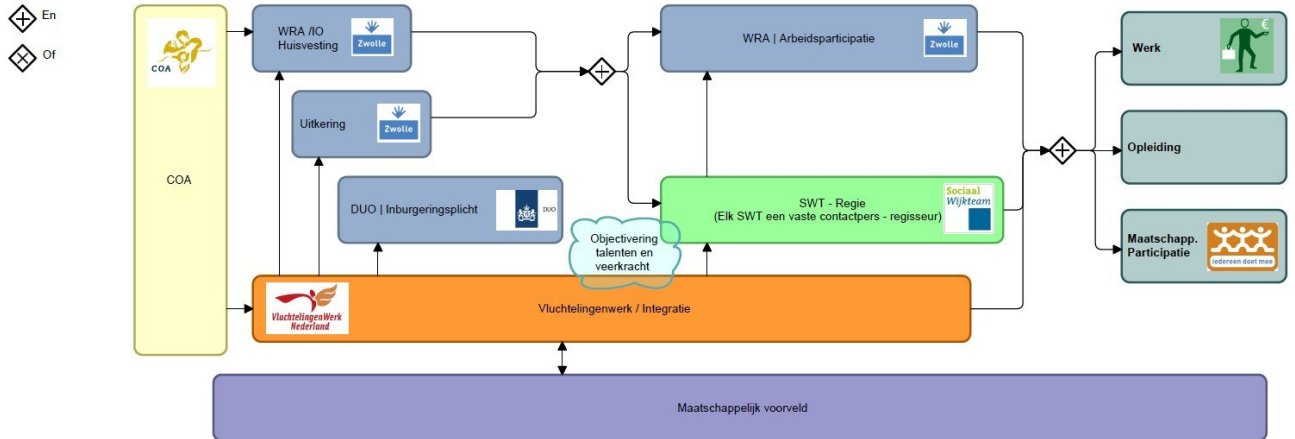 En
Of
COA
COA
WRA /IO
Huisvesting
Zwolle
Uitkering
Zwolle
DUO | Inburgeringsplicht
DUO
WRA | Arbeidsparticipatie
Zwolle
SWT - Regie
(Elk SWT een vaste contactpers - regisseur)
Sociaal
Wijkteam
Objectivering
talenten en
veerkracht
VluchtelingenWerk
Nederland
Vluchtelingenwerk / Integratie
Maatschappelijk voorveld
Werk
€
Opleiding
Maatschapp.
Participatie
iedereen doet mee